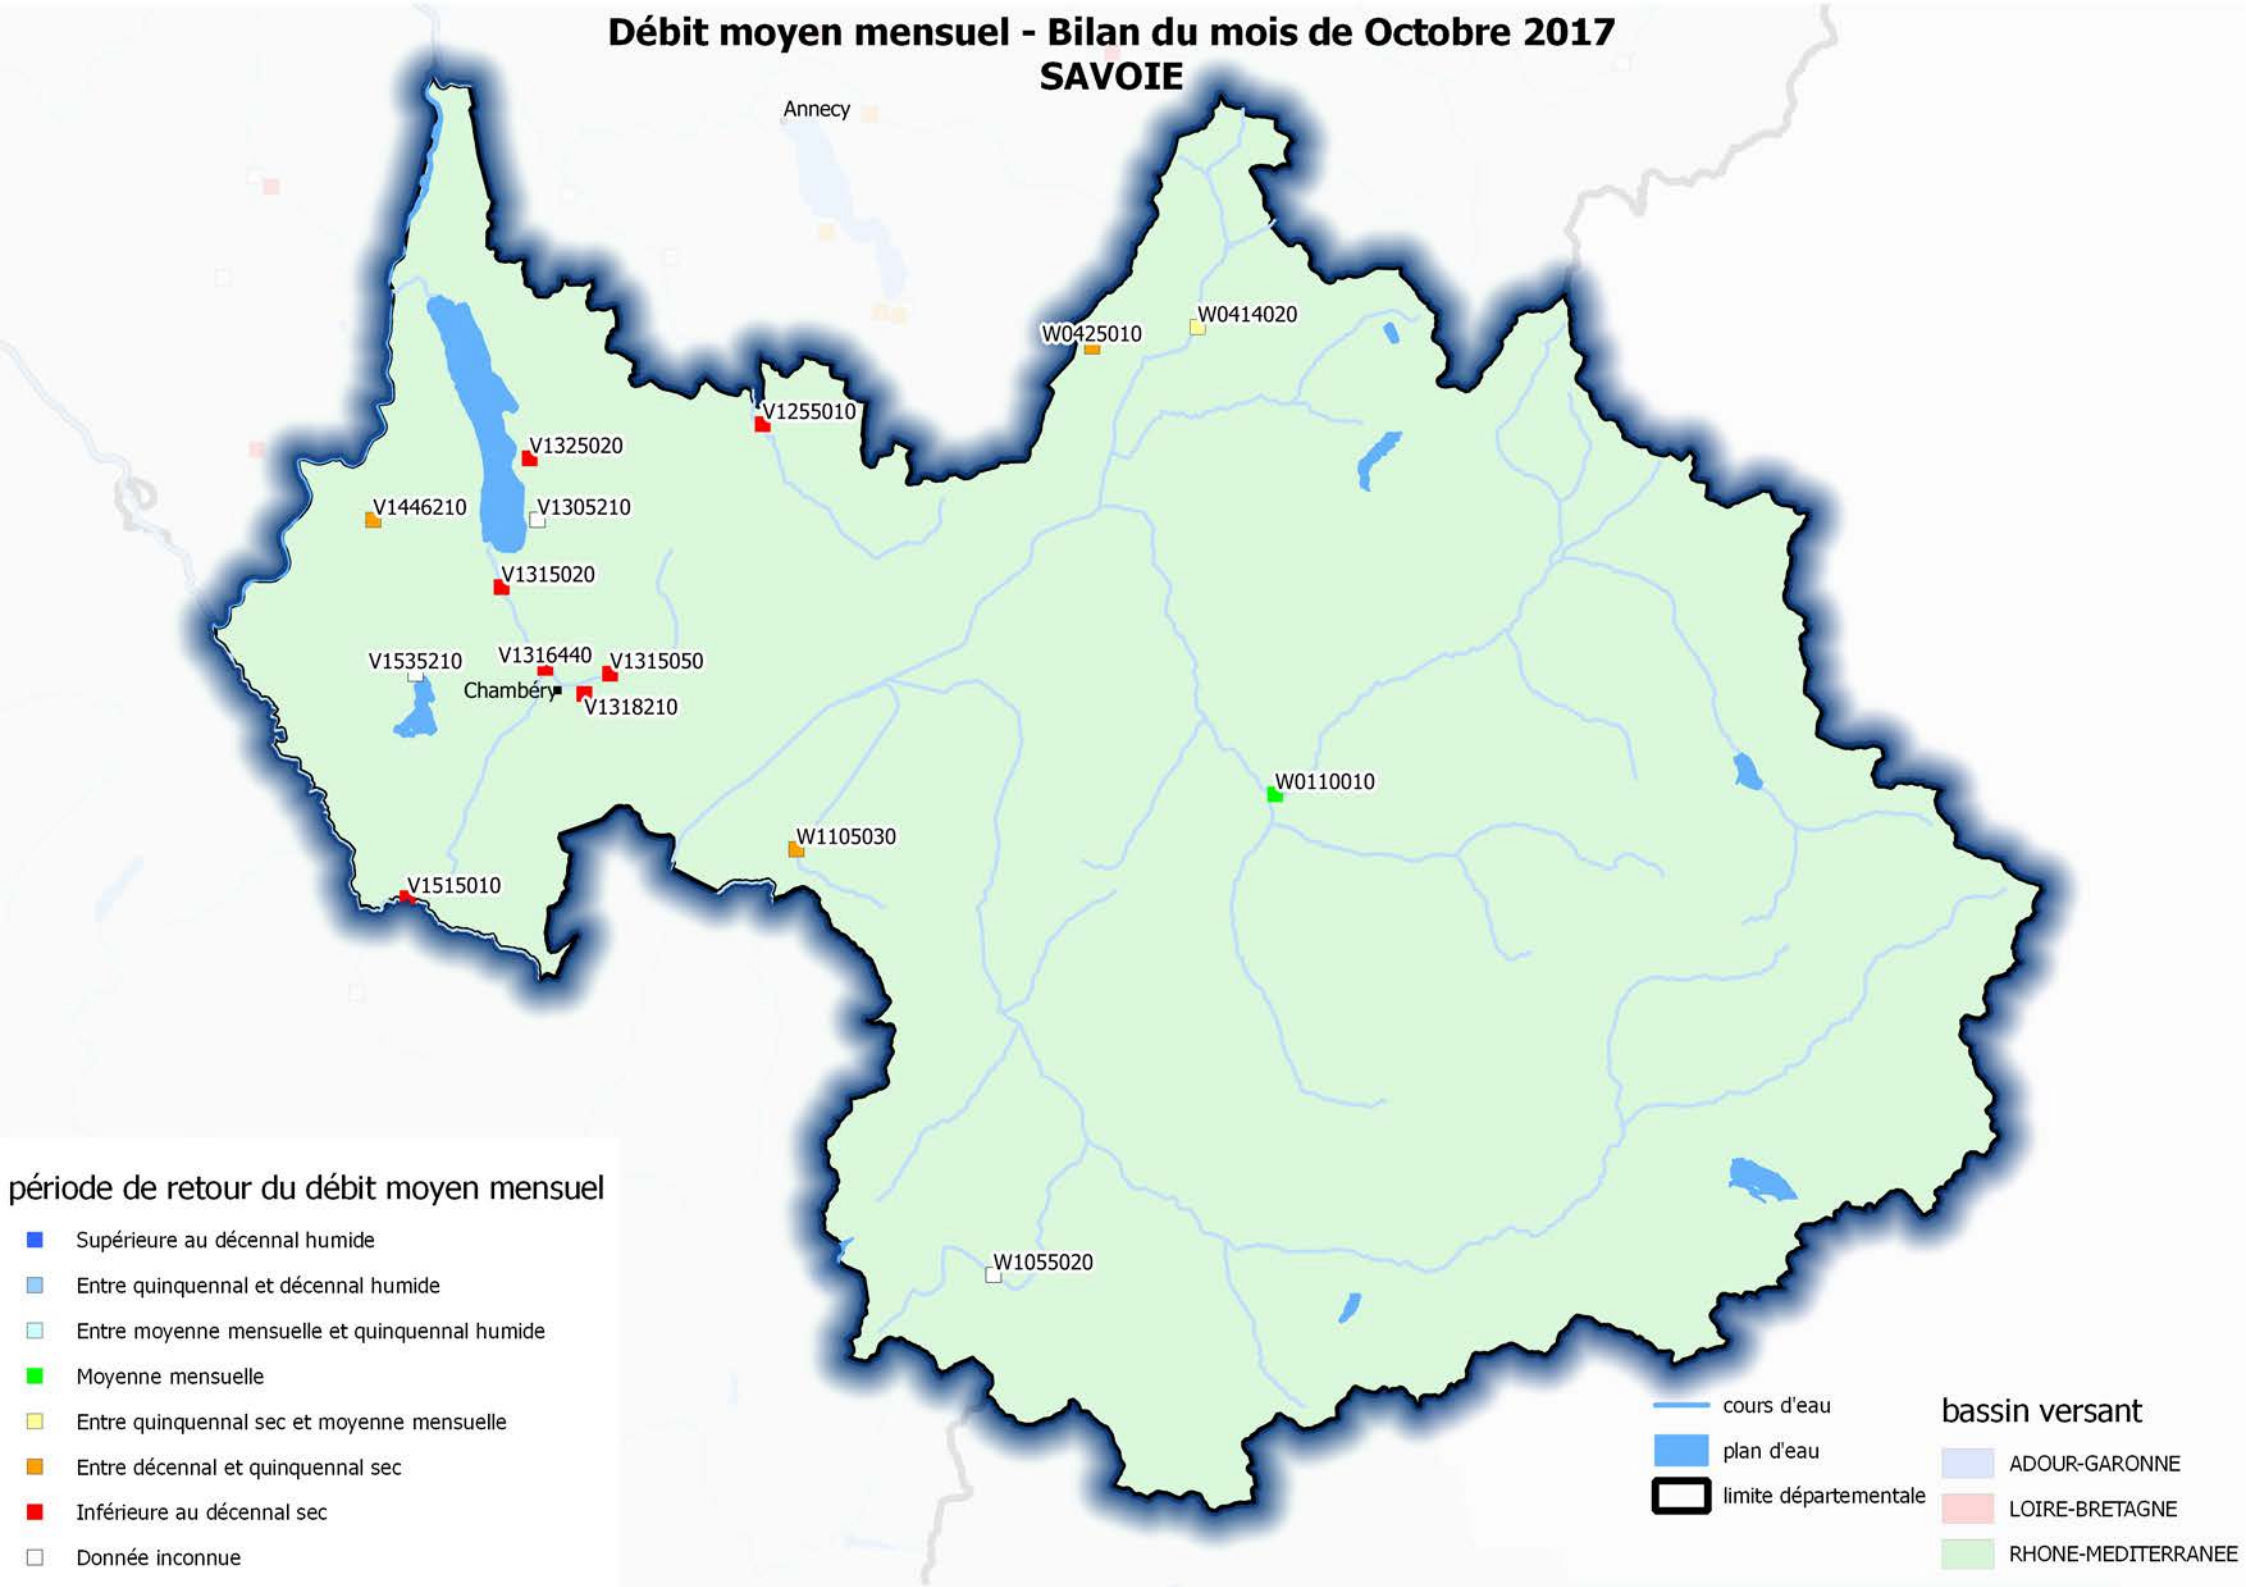 Débit moyen mensuel - Bilan du mois de Octobre 2017
SAVOIE
Annecy
W0414020
W0425010
V1255010
V1325020
V1446210
V1305210
V1315020
V1316440
V1535210
V1315050
Chambéry
V1318210
W0110010
W1105030
V1515010
W1055020
période de retour du débit moyen mensuel
Supérieure au décennal humide
Entre quinquennal et décennal humide
Entre moyenne mensuelle et quinquennal humide
Moyenne mensuelle
Entre quinquennal sec et moyenne mensuelle
Entre décennal et quinquennal sec
Inférieure au décennal sec
Donnée inconnue
cours d'eau
plan d'eau
limite départementale
bassin versant
ADOUR-GARONNE
LOIRE-BRETAGNE
RHONE-MEDITERRANEE